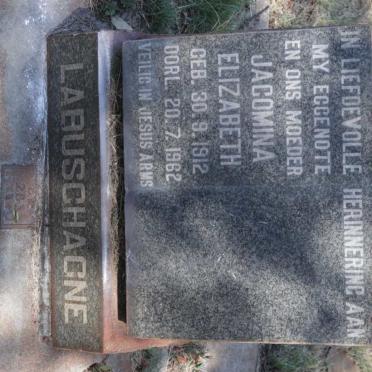 IN LIEFDEVOLLE HERINNERING AAN
MY EGGENOTE
EN ONS MOEDER
JACOMINA
ELIZABETH
GEB. 30.9.1912
OORL. 20.7.1962
VEILIG IN JESUS ARMS
LABUSCHAGNE